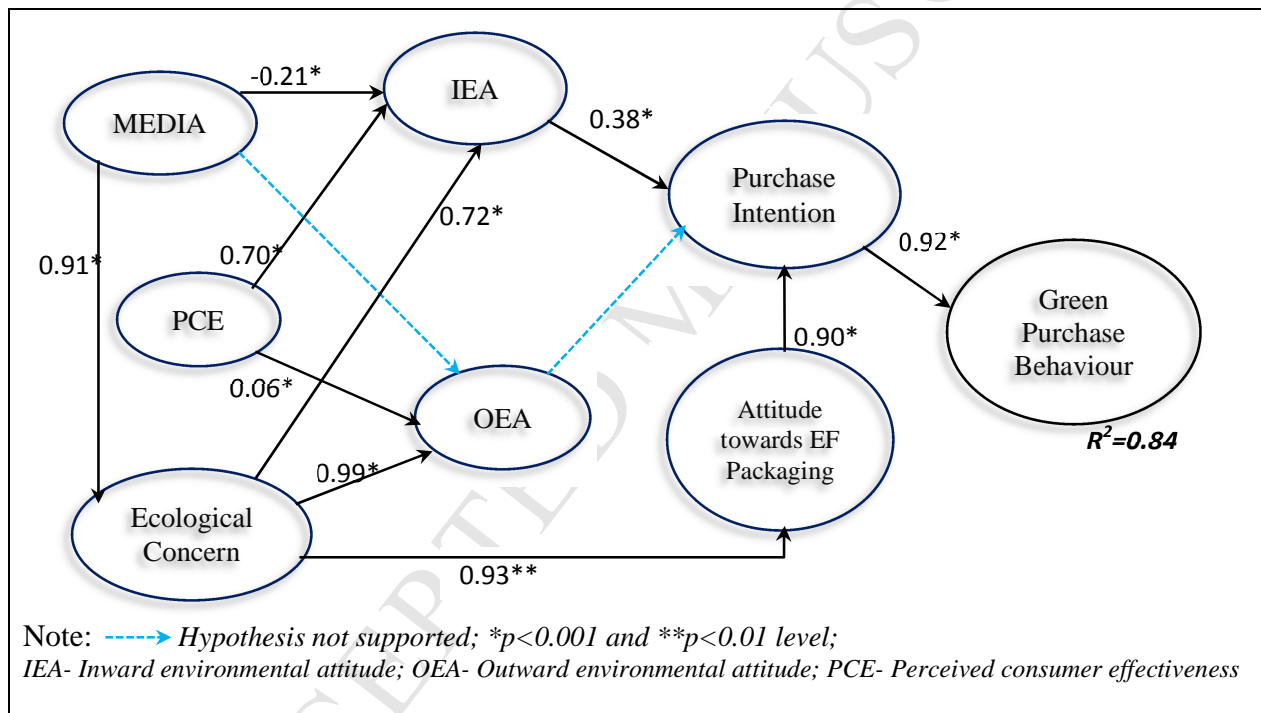 -0.21*
IEA
MEDIA
0.38*
Purchase
Intention
0.72*
0.91*
0.70*
0.92*
PCE
Green
Purchase
Behaviour
0.90*
0.06*
OEA
Attitude
towards EF
Packaging
R²=0.84
0.99*
Ecological
Concern
0.93**
Note: Hypothesis not supported; *p<0.001 and **p<0.01 level;
IEA- Inward environmental attitude; OEA- Outward environmental attitude; PCE- Perceived consumer effectiveness